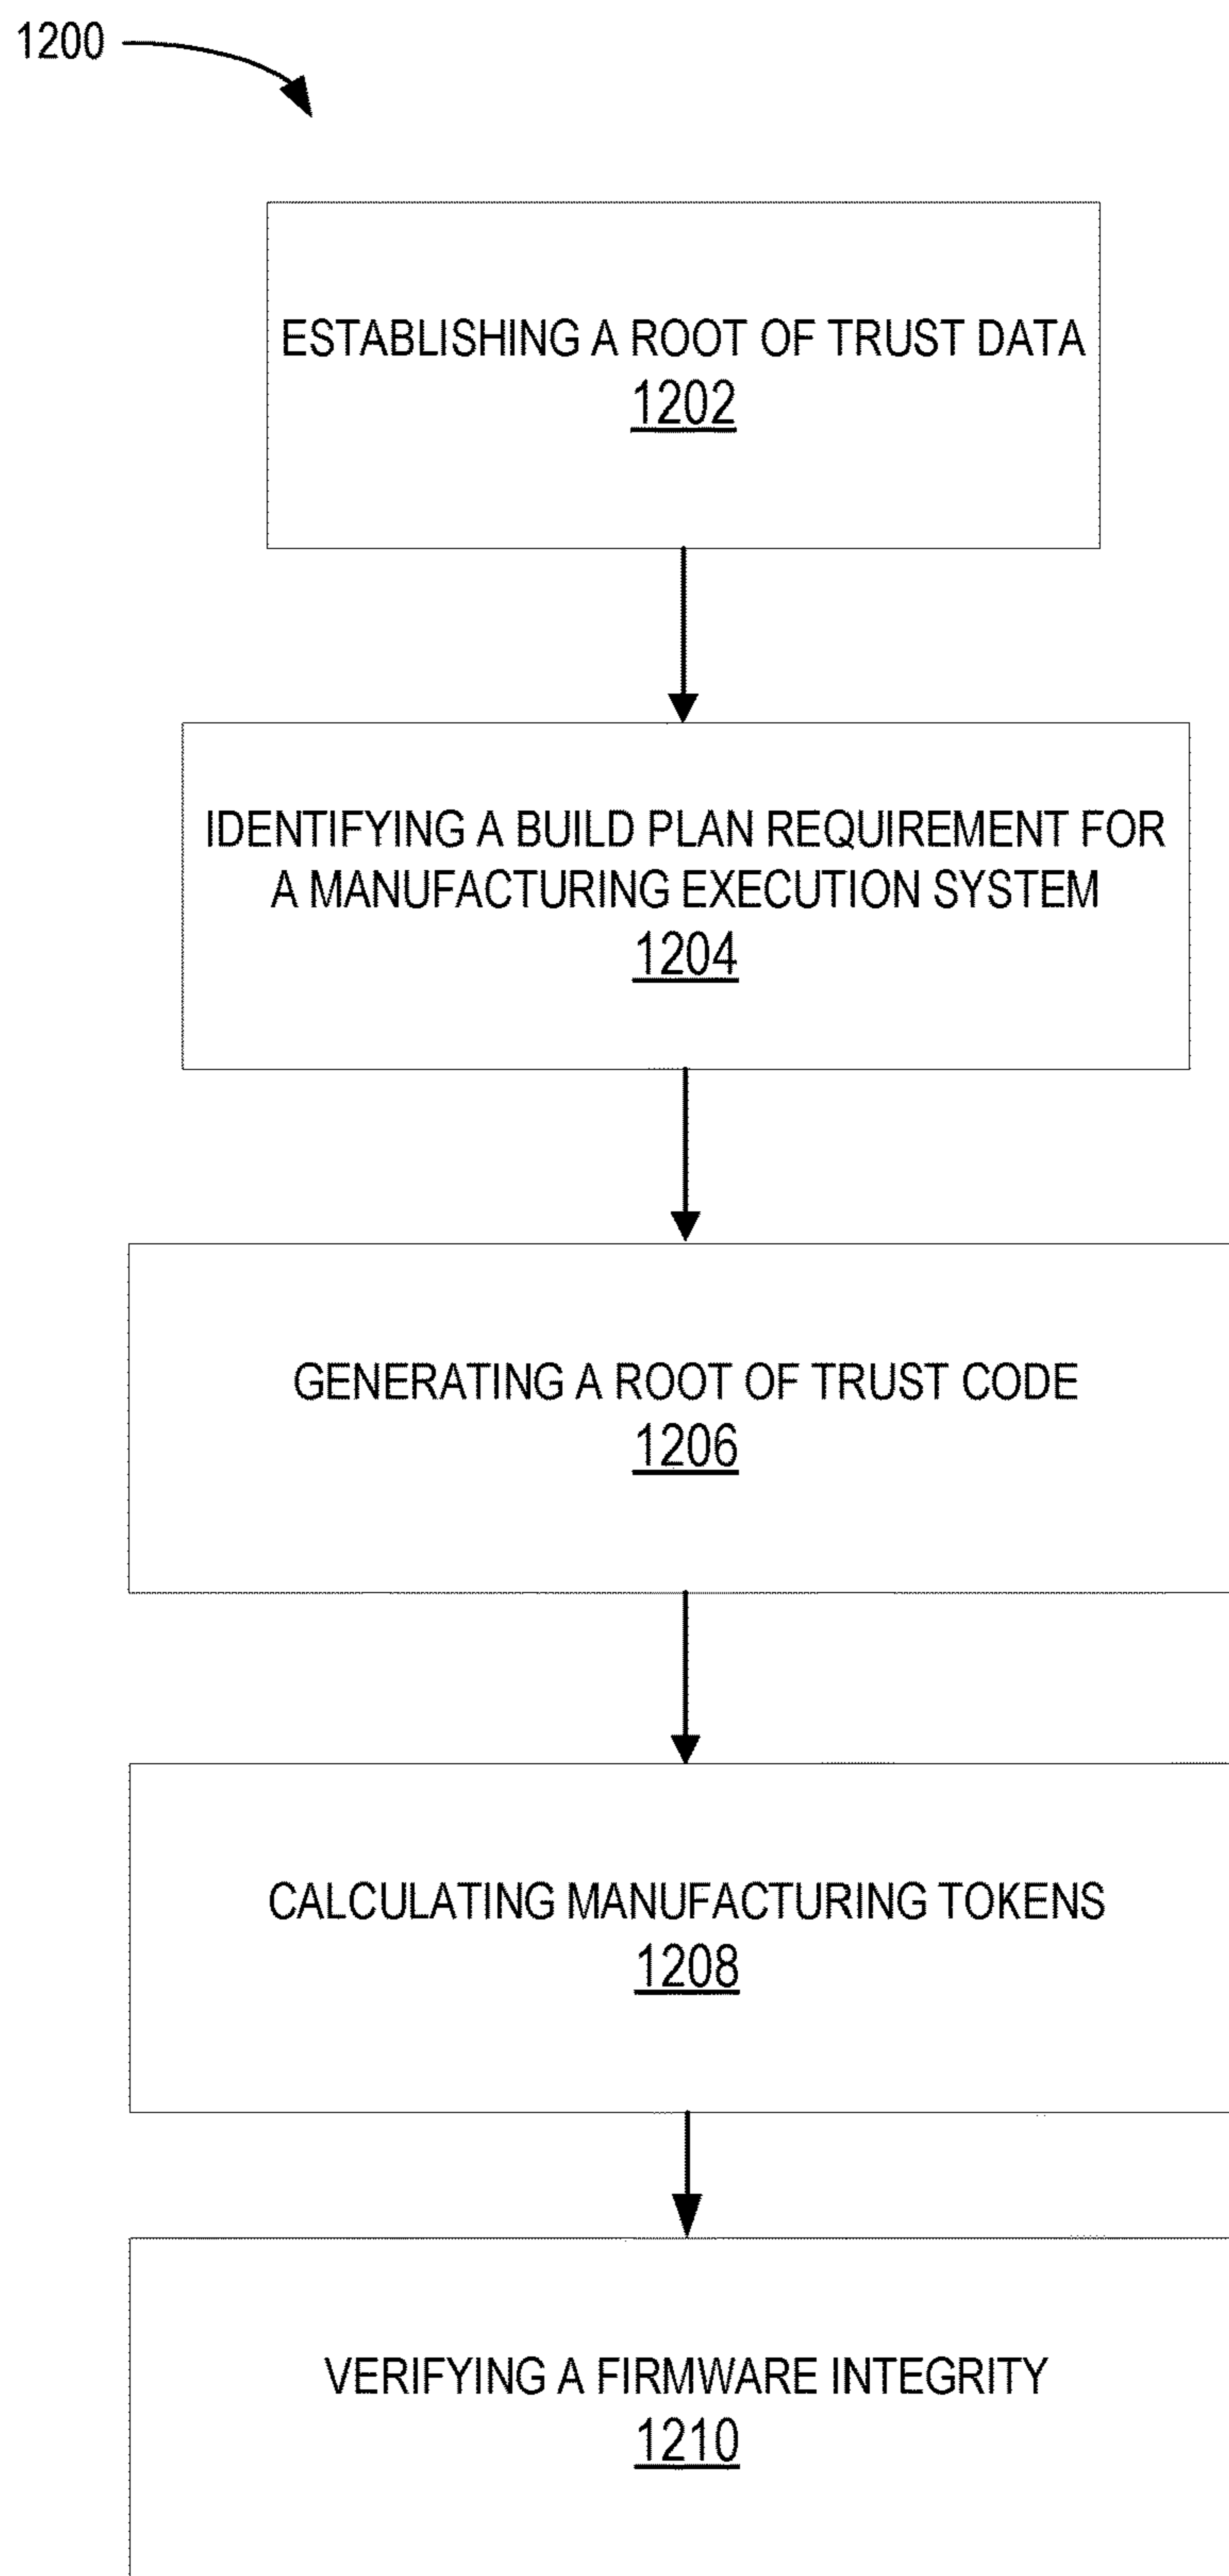 1200
ESTABLISHING A ROOT OF TRUST DATA
1202
IDENTIFYING A BUILD PLAN REQUIREMENT FOR
A MANUFACTURING EXECUTION SYSTEM
1204
GENERATING A ROOT OF TRUST CODE
1206
CALCULATING MANUFACTURING TOKENS
1208
VERIFYING A FIRMWARE INTEGRITY
1210